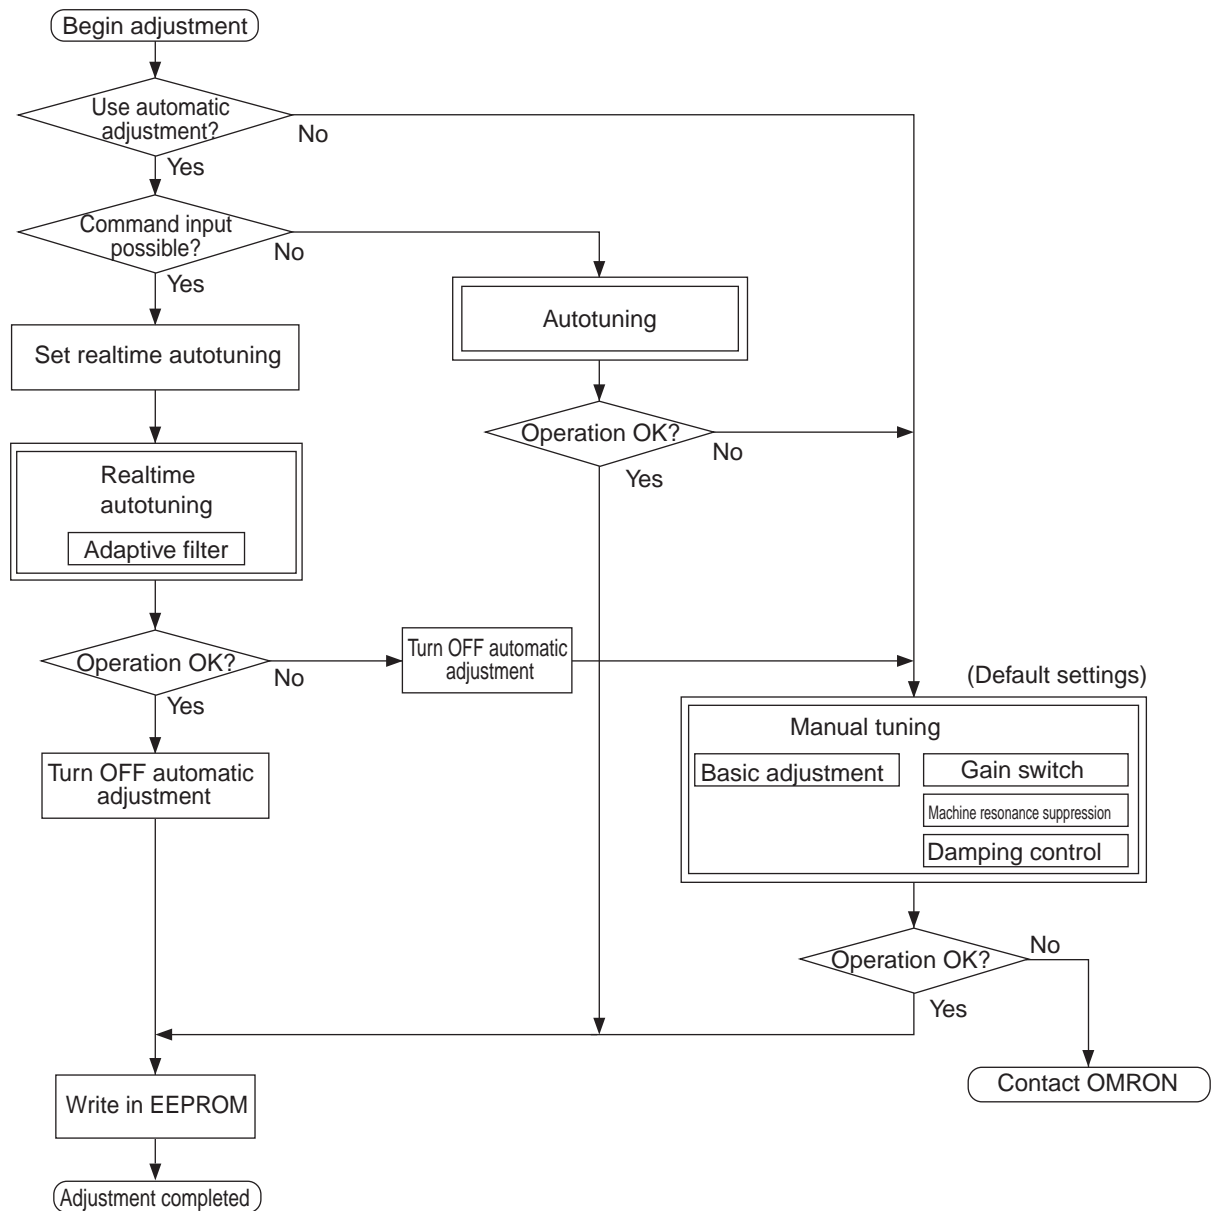 Begin adjustment
Use automatic
adjustment?
No
Yes
Command input
possible?
No
Yes
Set realtime autotuning
Autotuning
Operation OK?
No
Yes
Realtime
autotuning
Adaptive filter
Operation OK?
No
Yes
Turn OFF automatic
adjustment
Turn OFF automatic
adjustment
(Default settings)
Manual tuning
Basic adjustment
Gain switch
Machine resonance suppression
Damping control
Operation OK?
No
Yes
Contact OMRON
Write in EEPROM
Adjustment completed